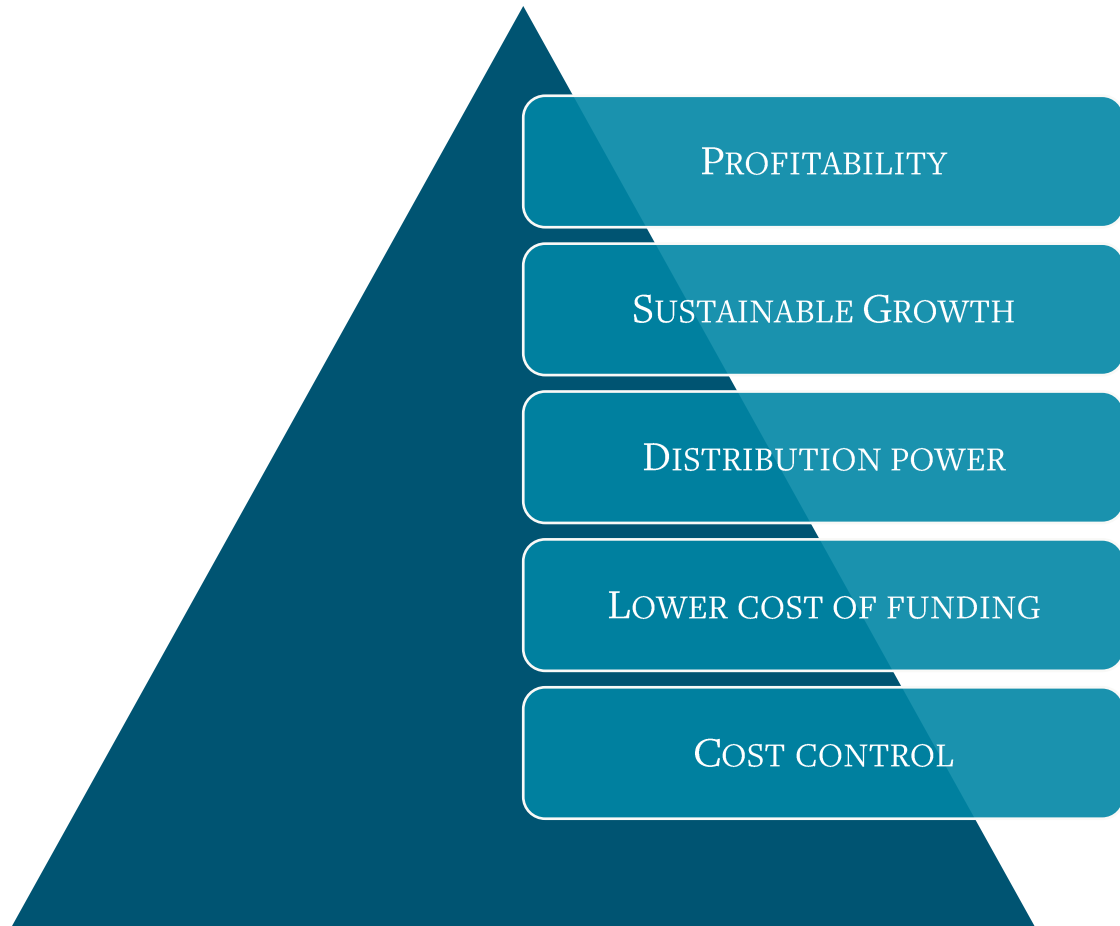 Profitability
Sustainable Growth
Distribution power
Lower cost of funding
Cost control